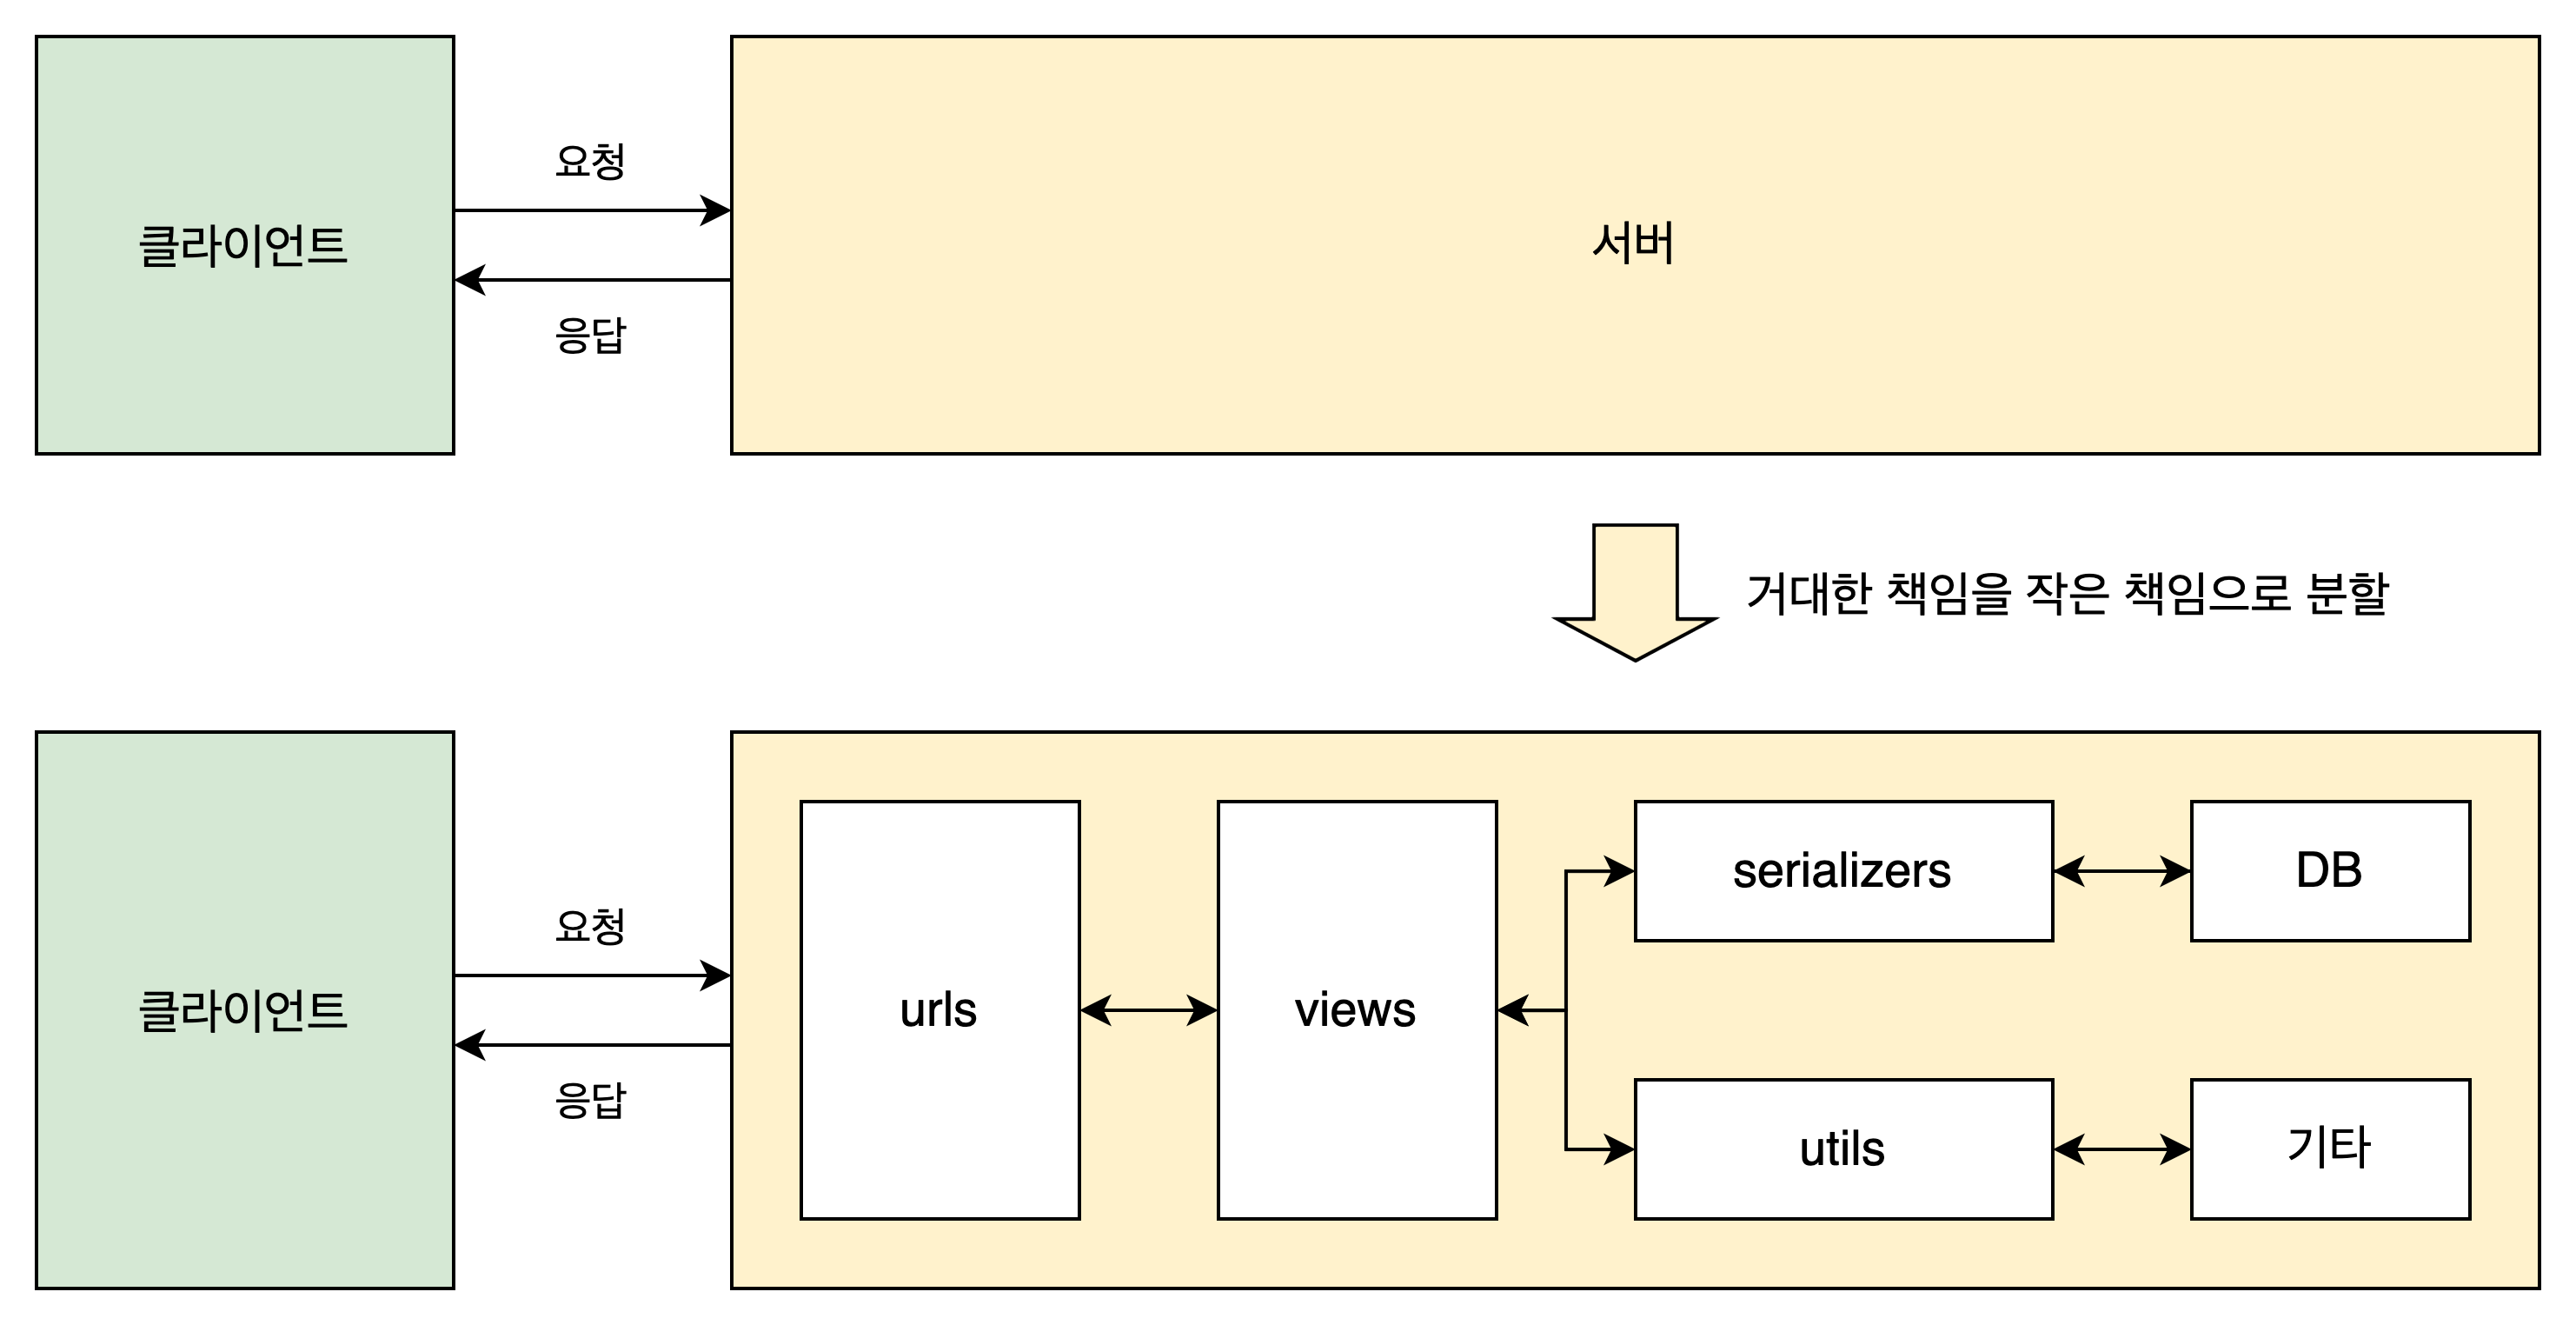 요청
클라이언트
서버
응답
거대한 책임을 작은 책임으로 분할
요청
클라이언트
응답
urls
views
serializers
DB
utils
기타